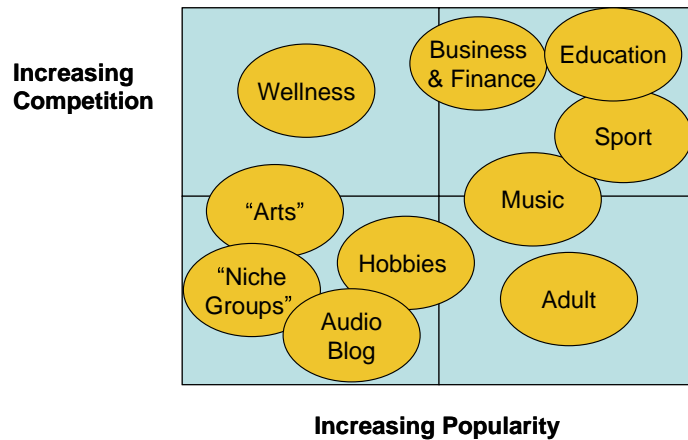 Increasing
Competition
Business
& Finance
Education
Wellness
Sport
“Arts”
Music
Hobbies
“Niche
Groups”
Adult
Audio
Blog
Increasing Popularity